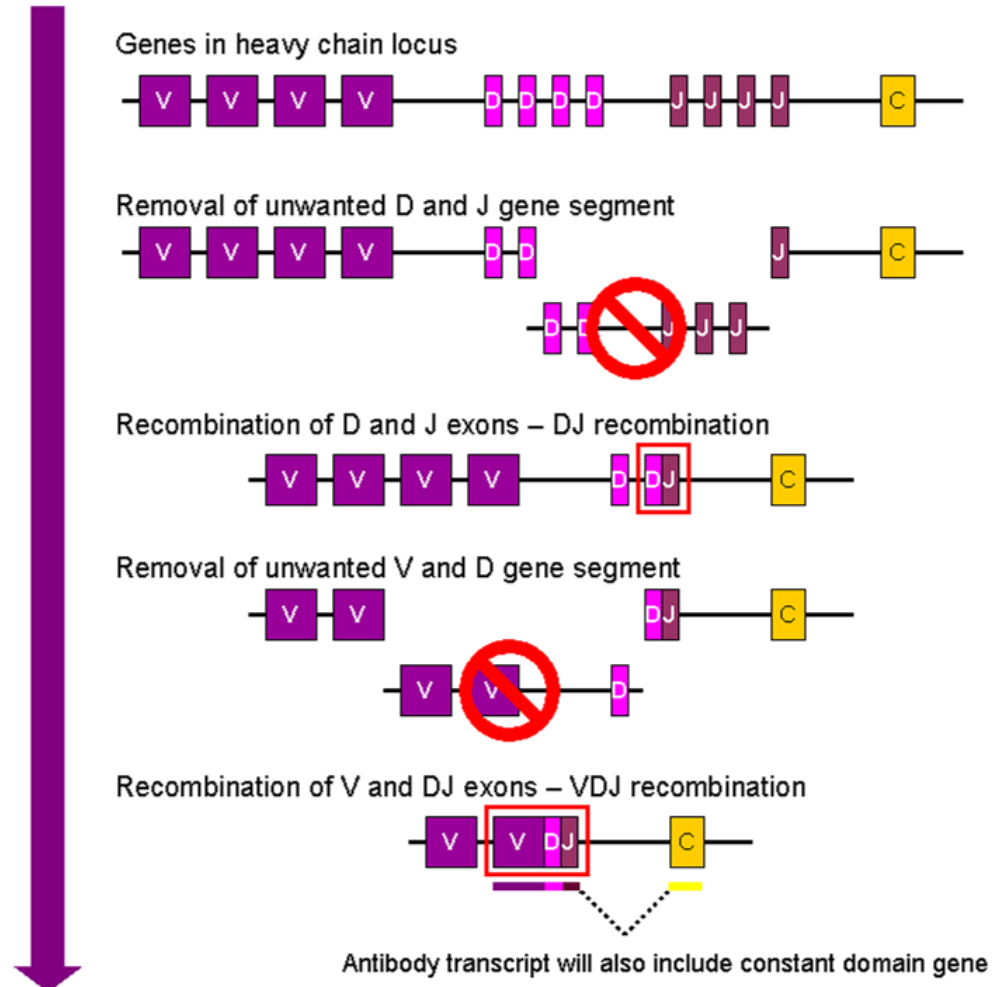 Genes in heavy chain locus
V V V V D D D D J J J J C
Removal of unwanted D and J gene segment
V V V V D D J C
D D J J J
Recombination of D and J exons – DJ recombination
V V V V D D J C
Removal of unwanted V and D gene segment
V V D J C
V V D
Recombination of V and DJ exons – VDJ recombination
V V D J C
Antibody transcript will also include constant domain gene